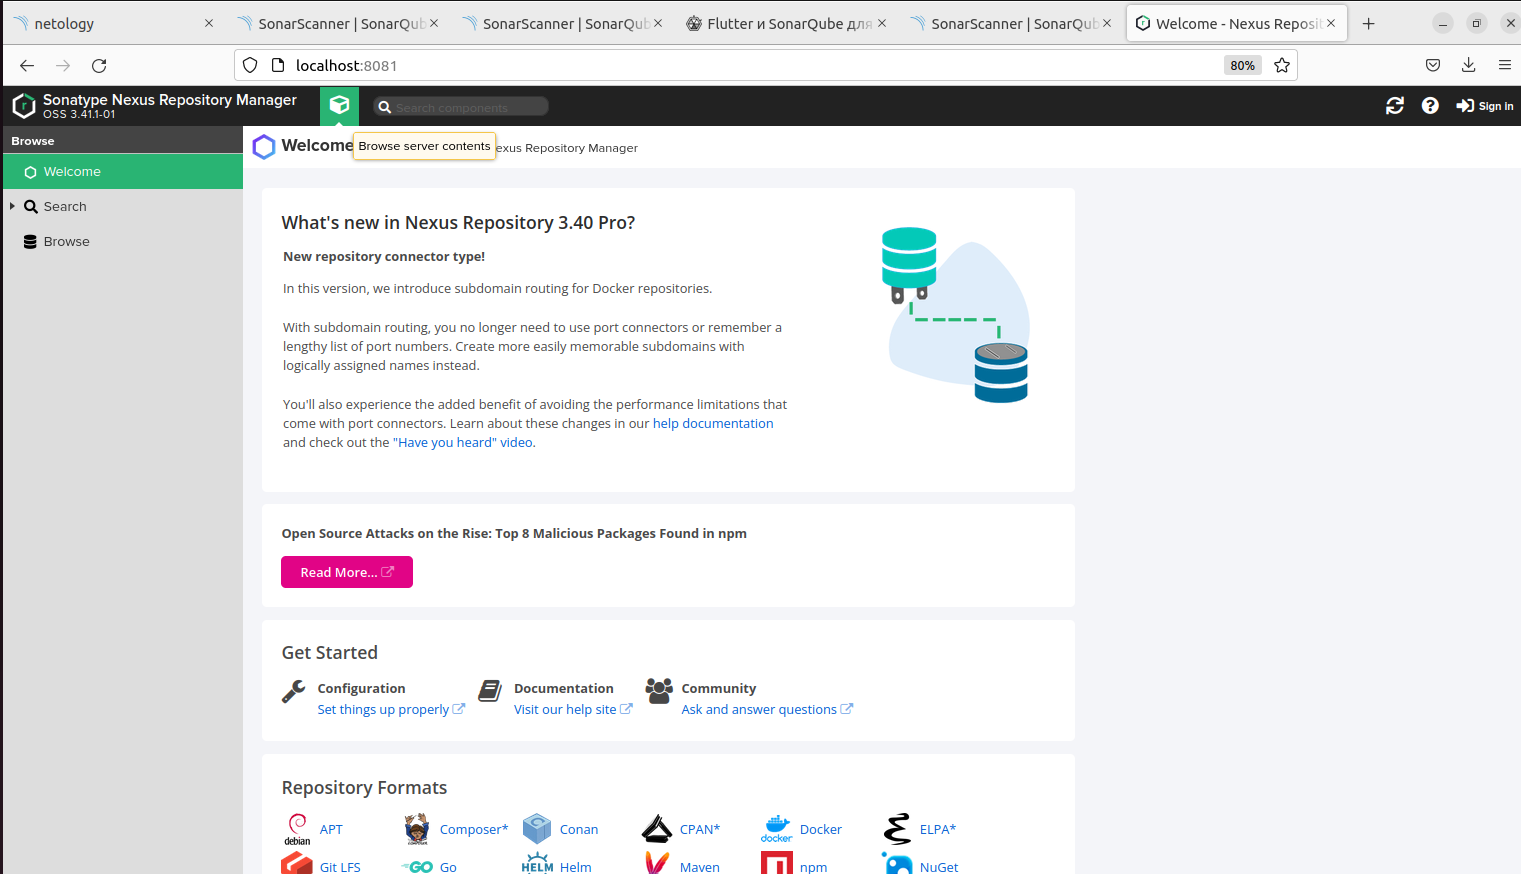 netology
SonarScanner | SonarQub
SonarScanner | SonarQub
Flutter и SonarQube для
SonarScanner | SonarQub
Welcome - Nexus Reposit
localhost:8081
80%
Sonatype Nexus Repository Manager
OSS 3.41.1-01
Search components
Sign in
Browse
Welcome
Search
Browse
Welcome
Browse server contents
exus Repository Manager
What's new in Nexus Repository 3.40 Pro?
New repository connector type!
In this version, we introduce subdomain routing for Docker repositories.
With subdomain routing, you no longer need to use port connectors or remember a
lengthy list of port numbers. Create more easily memorable subdomains with
logically assigned names instead.
You'll also experience the added benefit of avoiding the performance limitations that
come with port connectors. Learn about these changes in our help documentation
and check out the "Have you heard" video.
Open Source Attacks on the Rise: Top 8 Malicious Packages Found in npm
Read More...
Get Started
Configuration
Set things up properly
Documentation
Visit our help site
Community
Ask and answer questions
Repository Formats
debian
APT
Composer*
Conan
CPAN*
docker
Docker
ELPA*
Git LFS
GO
Go
HELM
Helm
Maven
npm
NuGet